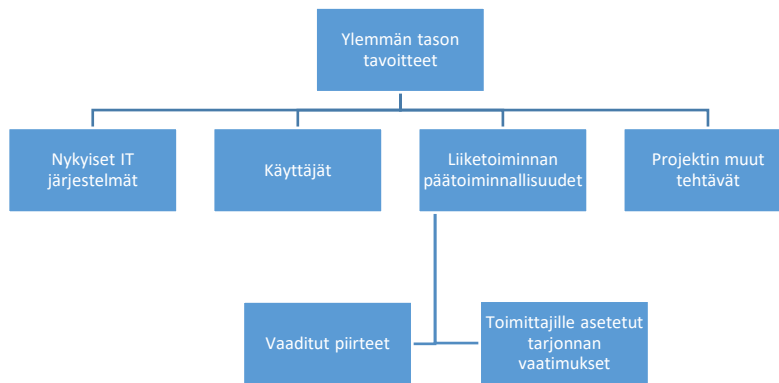 Ylemmän tason
tavoitteet
Nykyiset IT
järjestelmät
Käyttäjät
Liiketoiminnan
päätoiminnallisuudet
Projektin muut
tehtävät
Vaaditut piirteet
Toimittajille asetetut
tarjonnan
vaatimukset